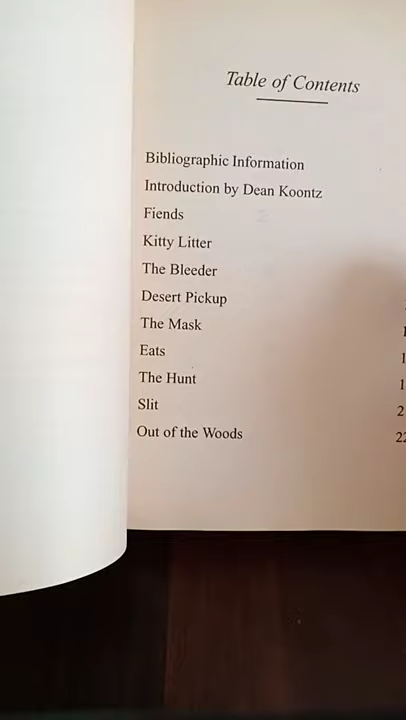 Table of Contents
Bibliographic Information
Introduction by Dean Koontz
Fiends
Kitty Litter
The Bleeder
Desert Pickup
The Mask
Eats
The Hunt
Slit
Out of the Woods